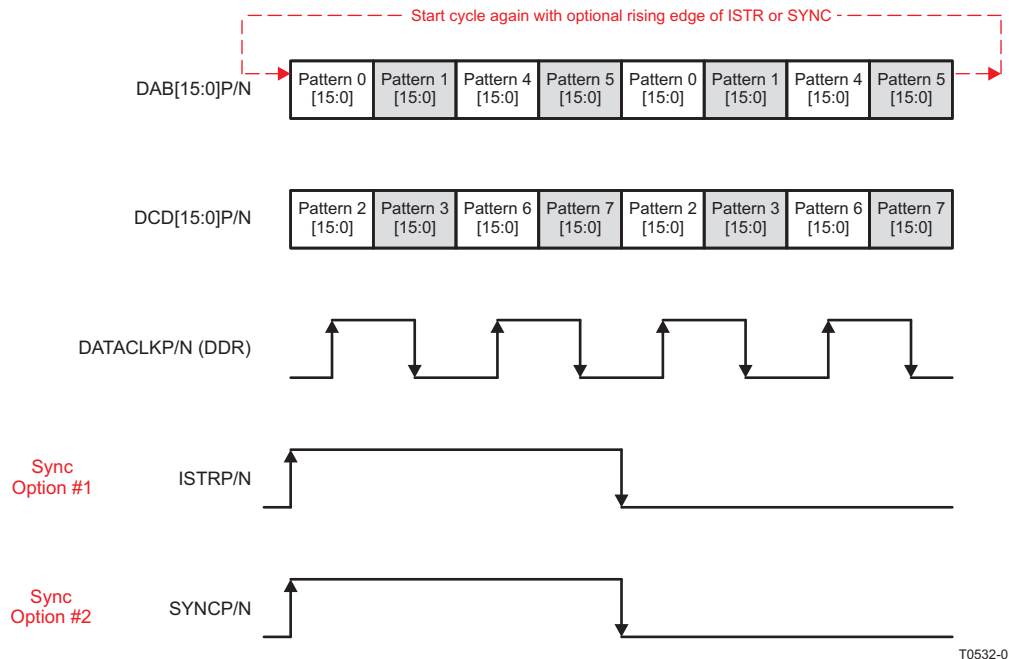 Start cycle again with optional rising edge of ISTR or SYNC
DAB[15:0]P/N
Pattern 0 Pattern 1 Pattern 4 Pattern 5 Pattern 0 Pattern 1 Pattern 4 Pattern 5
[15:0] [15:0] [15:0] [15:0] [15:0] [15:0] [15:0] [15:0]
DCD[15:0]P/N
Pattern 2 Pattern 3 Pattern 6 Pattern 7 Pattern 2 Pattern 3 Pattern 6 Pattern 7
[15:0] [15:0] [15:0] [15:0] [15:0] [15:0] [15:0] [15:0]
DATACLKP/N (DDR)
Sync
Option #1
ISTRP/N
Sync
Option #2
SYNCP/N
T0532-0